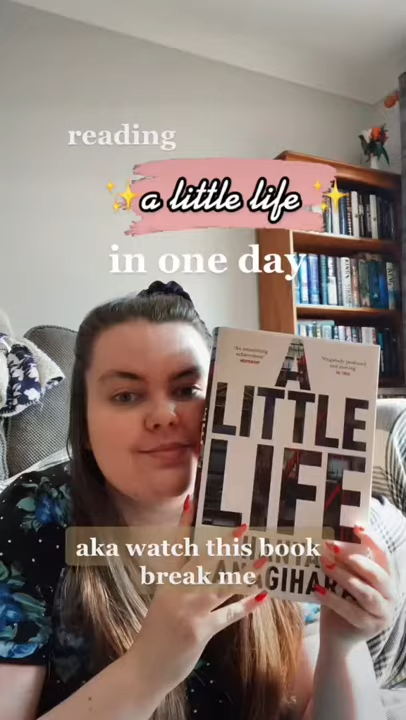 reading
a little life
in one day
A
LITTLE
LIFE
aka watch this book
break me